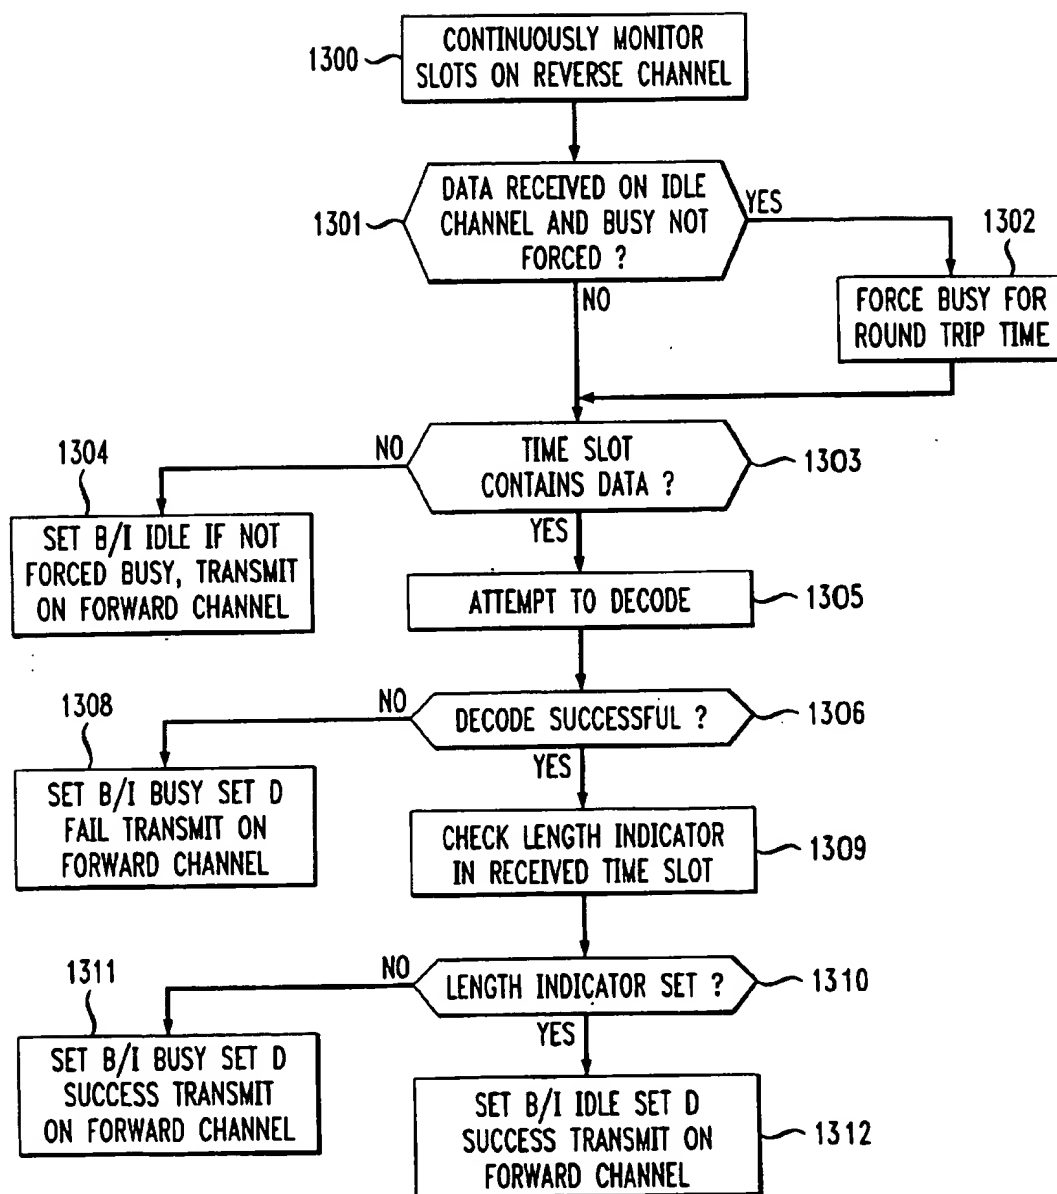 CONTINUOUSLY MONITOR
SLOTS ON REVERSE CHANNEL
1300
DATA RECEIVED ON IDLE
CHANNEL AND BUSY NOT
FORCED ?
1301
YES
1302
NO
FORCE BUSY FOR
ROUND TRIP TIME
1304
NO
TIME SLOT
CONTAINS DATA ?
1303
SET B/I IDLE IF NOT
FORCED BUSY, TRANSMIT
ON FORWARD CHANNEL
YES
ATTEMPT TO DECODE
1305
1308
NO
DECODE SUCCESSFUL ?
1306
SET B/I BUSY SET D
FAIL TRANSMIT ON
FORWARD CHANNEL
YES
CHECK LENGTH INDICATOR
IN RECEIVED TIME SLOT
1309
1311
NO
LENGTH INDICATOR SET ?
1310
SET B/I BUSY SET D
SUCCESS TRANSMIT
ON FORWARD CHANNEL
YES
SET B/I IDLE SET D
SUCCESS TRANSMIT ON
FORWARD CHANNEL
1312